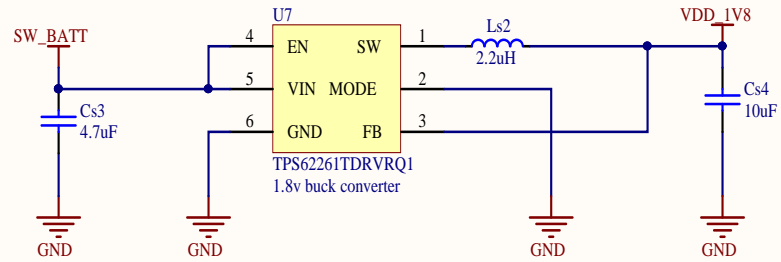 U7
SW_BATT
VDD_1V8
4
EN
SW
1
Ls2
2.2uH
5
VIN
MODE
2
Cs3
4.7uF
Cs4
10uF
6
GND
FB
3
TPS62261TDRVRQ1
1.8v buck converter
GND
GND
GND
GND